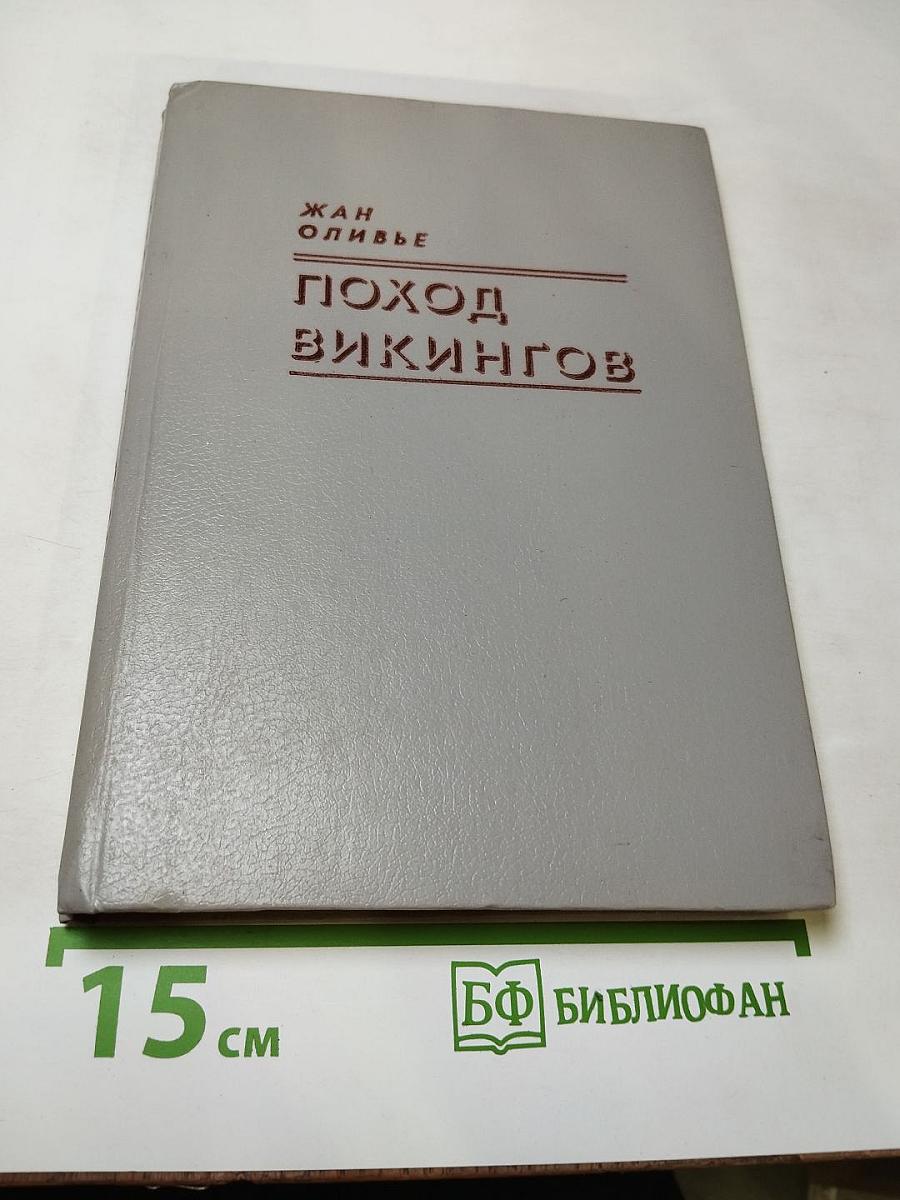 ЖАН
ОЛИВЬЕ
ПОХОД
ВИКИНГОВ
15 см
БФ БИБЛИОФАН